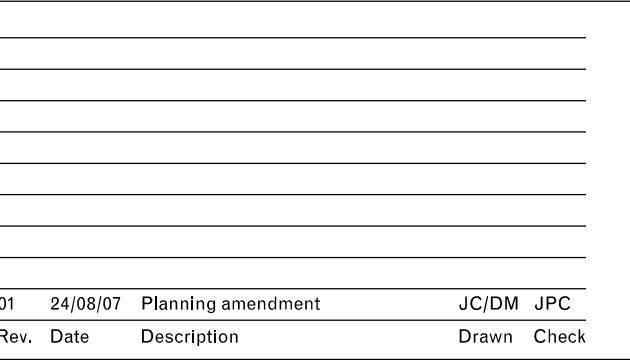 01 24/08/07 Planning amendment JC/DM JPC
Rev. Date Description Drawn Check